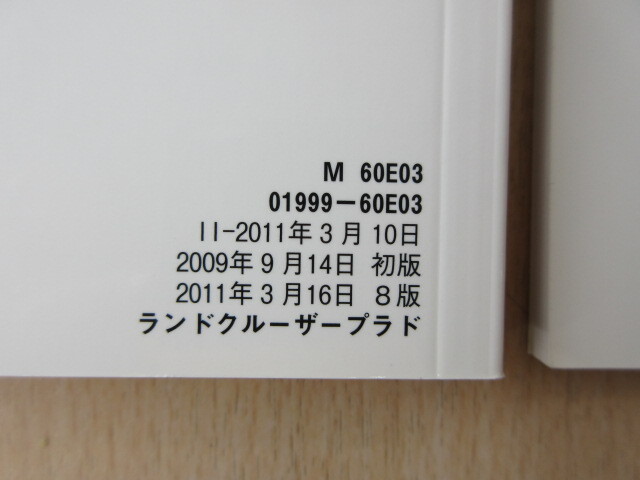 M 60E03
01999－60E03
II-2011年3月10日
2009年9月14日 初版
2011年3月16日 8版
ランドクルーザープラド